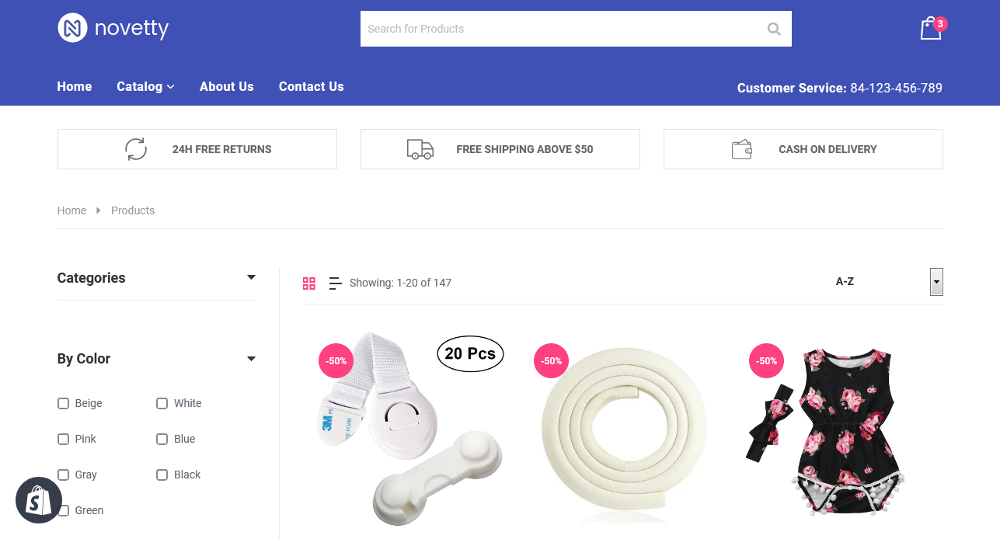 novetty
Search for Products
3
Home Catalog About Us Contact Us
Customer Service: 84-123-456-789
24H FREE RETURNS
FREE SHIPPING ABOVE $50
CASH ON DELIVERY
Home Products
Categories
Showing: 1-20 of 147
A-Z
By Color
Beige White
Pink Blue
Gray Black
Green
-50%
20 Pcs
3M
PE FOAM
-50%
-50%